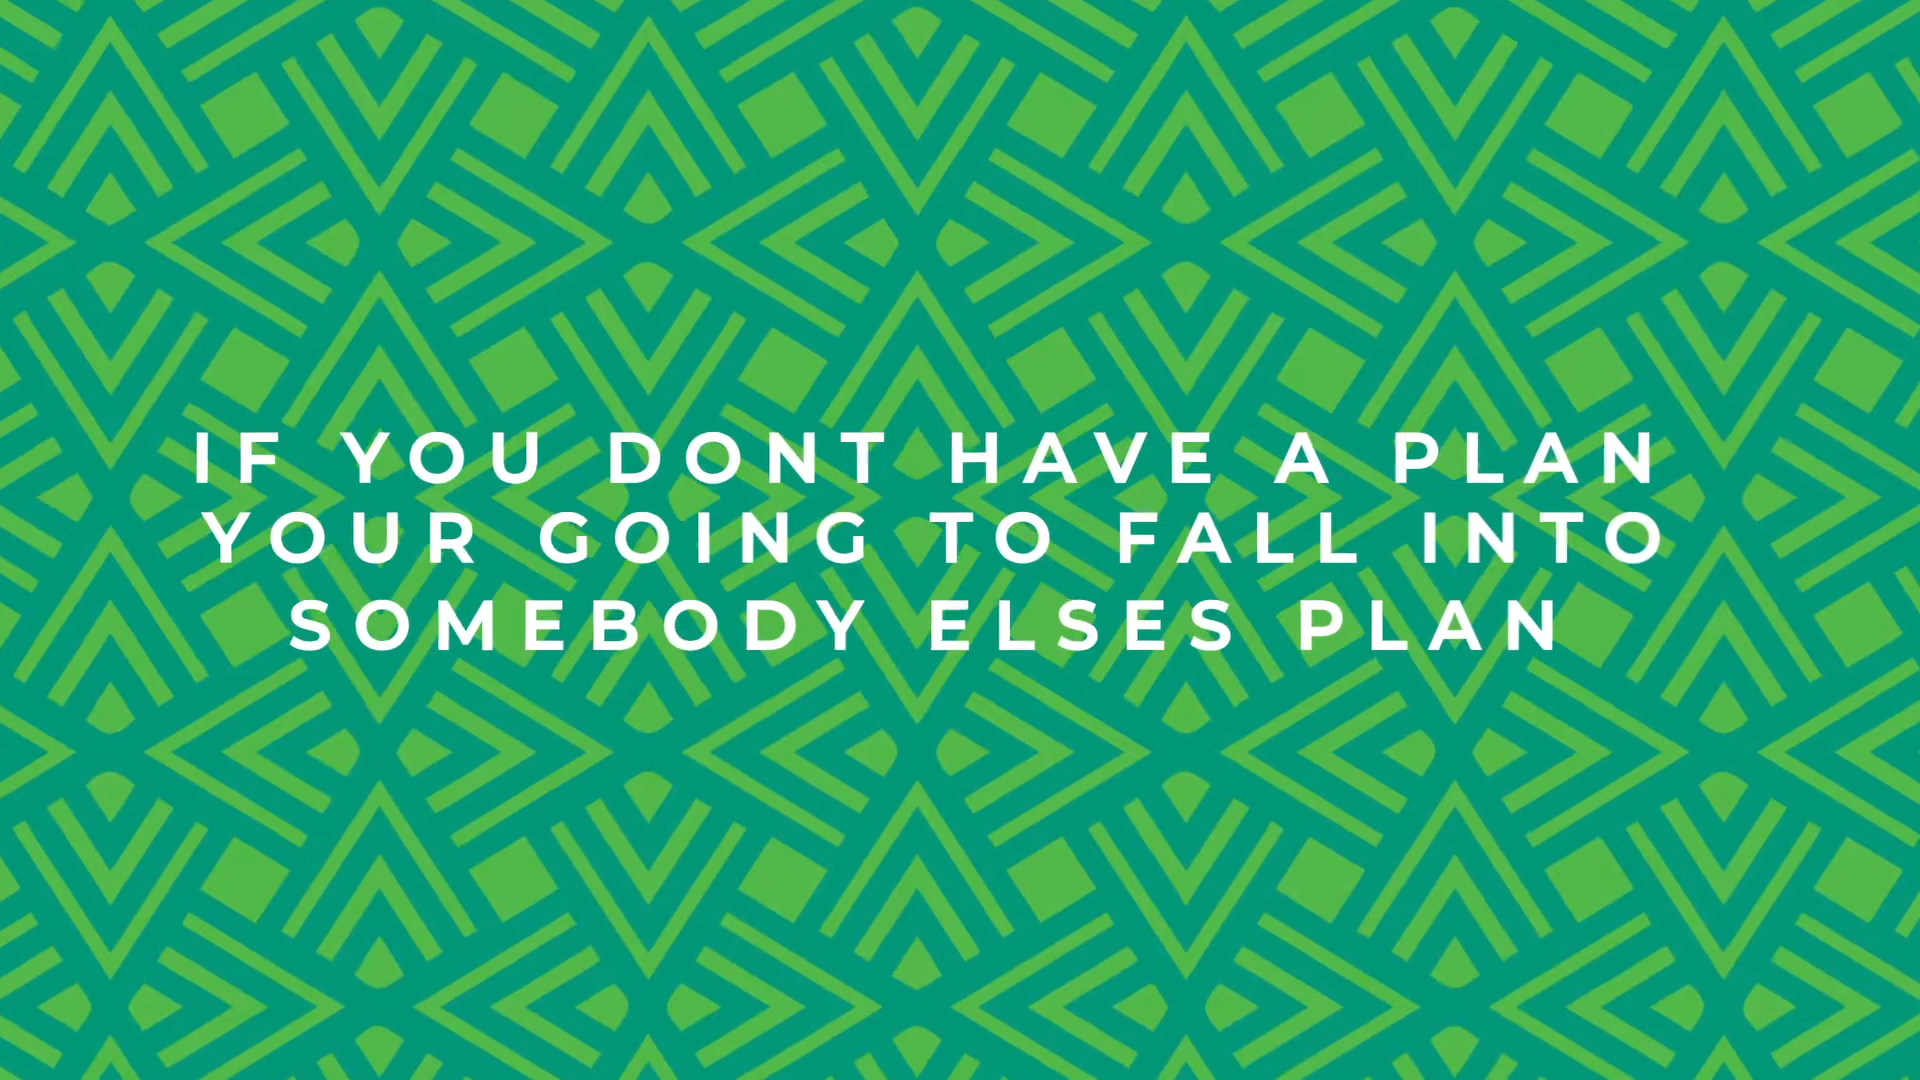 IF YOU DONT HAVE A PLAN
YOUR GOING TO FALL INTO
SOMEBODY ELSES PLAN